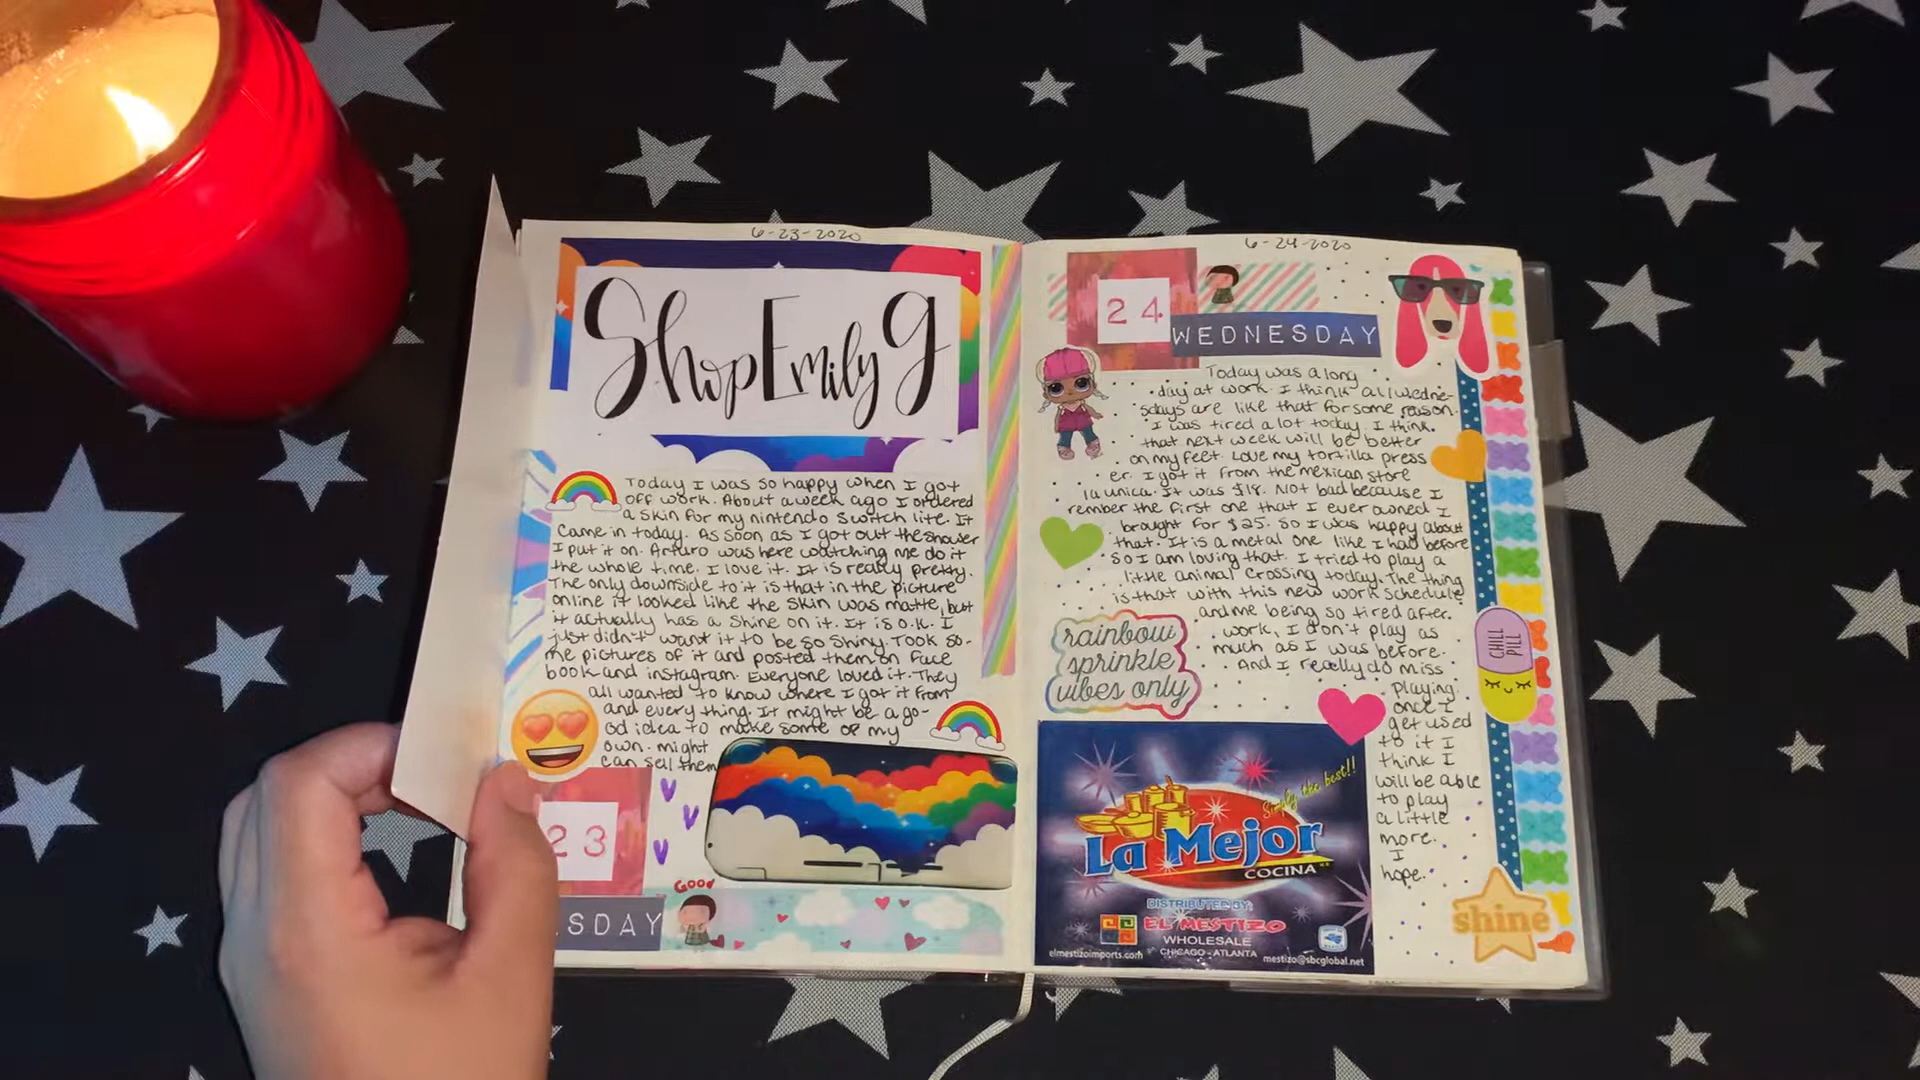 6-23-2020
ShopEmilyG
Today I was so happy when I got
off work. About a week ago I ordered
a skin for my nintendo switch lite. It
came in today. As soon as I got out the shower
I put it on. Arturo was here watching me do it
the whole time. I love it. It is really pretty.
The only downside to it is that in the picture
online it looked like the skin was matte, but
it actually has a shine on it. It is o.k. I
just didn't want it to be so shiny. Took so-
me pictures of it and posted them on Face
book and instagram. Everyone loved it. They
all wanted to know where I got it from
and everything. It might be a go-
od idea to make some of my
own. might
can sell them
23
SDAY
Good
6-24-2020
24
WEDNESDAY
Today was a long
day at work. I think all Wedne-
sdays are like that for some reason.
I was tired a lot today. I think
that next week will be better
on my feet. Love my tortilla press
er. I got it from the mexican store
la unica. It was $18. Not bad because I
rember the first one that I ever owned I
brought for $25. So I was happy about
that. It is a metal one like I had before
so I am loving that. I tried to play a
little animal crossing today. The thing
is that with this new work schedule
and me being so tired after
work, I don't play as
much as I was before.
And I really do miss
playing
once I
get used
to it I
think I
will be able
to play
a little
more.
I
hope.
rainbow
sprinkle
vibes only
CHILL
PILL
Simply the best!!
La Mejor
COCINA
DISTRIBUTED BY:
EL MESTIZO
WHOLESALE
CHICAGO - ATLANTA
elmestizoimports.com
mestizo@sbcglobal.net
shine